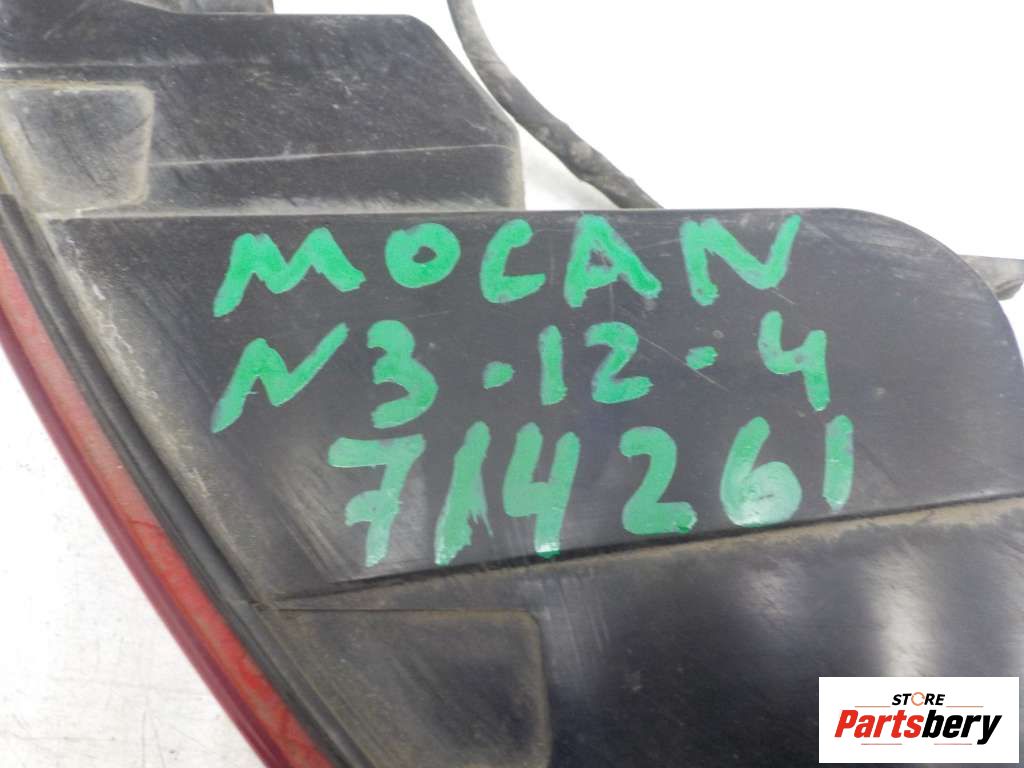 MOCAN
N3-12-4
714261
STORE
Partsbery